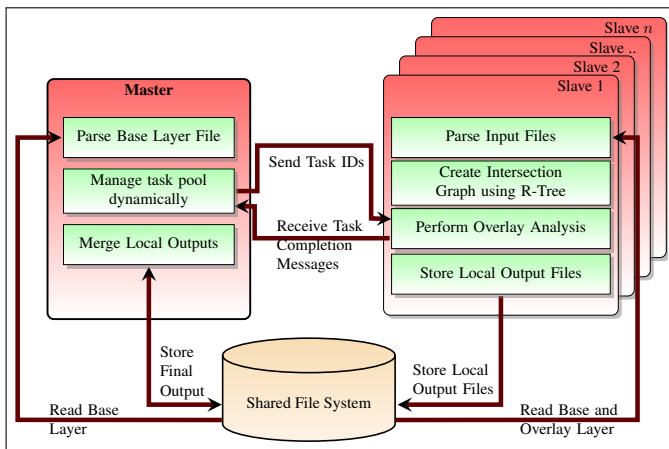 Slave n
Slave ..
Slave 2
Slave 1
Master
Parse Base Layer File
Manage task pool
dynamically
Merge Local Outputs
Send Task IDs
Receive Task
Completion
Messages
Parse Input Files
Create Intersection
Graph using R-Tree
Perform Overlay Analysis
Store Local Output Files
Store
Final
Output
Shared File System
Store Local
Output Files
Read Base
Layer
Read Base and
Overlay Layer